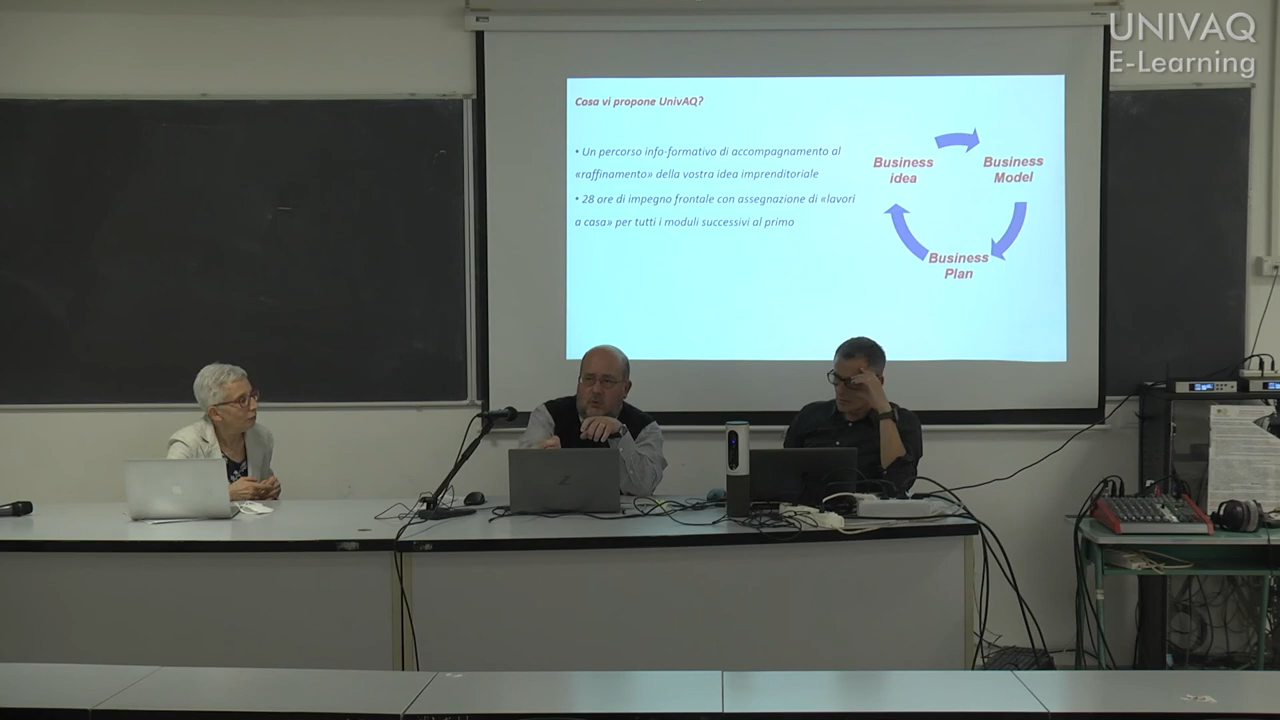 UNIVAQ
E-Learning
Cosa vi propone UnivAQ?
• Un percorso info-formativo di accompagnamento al
«raffinamento» della vostra idea imprenditoriale
• 28 ore di impegno frontale con assegnazione di «lavori
a casa» per tutti i moduli successivi al primo
Business
idea
Business
Model
Business
Plan